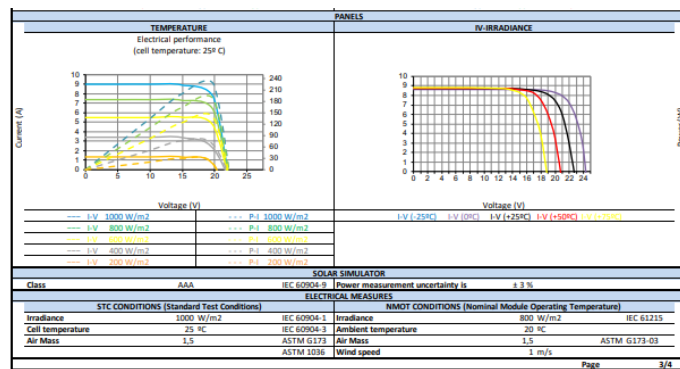 PANELS
TEMPERATURE IV-IRRADIANCE
Electrical performance
(cell temperature: 25º C)
10 9 8 7 6 5 4 3 2 1 0
Current (A)
240 210 180 150 120 90 60 30 0
0 5 10 15 20 25
Voltage (V)
10 9 8 7 6 5 4 3 2 1 0
0 2 4 6 8 10 12 14 16 18 20 22 24
Voltage (V)
I-V 1000 W/m2 P-I 1000 W/m2
I-V 800 W/m2 P-I 800 W/m2
I-V 400 W/m2 P-I 400 W/m2
I-V 200 W/m2 P-I 200 W/m2
I-V (-25ºC) I-V (0ºC) I-V (+25ºC) I-V (+50ºC)
SOLAR SIMULATOR
Class AAA IEC 60904-9 Power measurement uncertainty is ± 3 %
ELECTRICAL MEASURES
STC CONDITIONS (Standard Test Conditions) NMOT CONDITIONS (Nominal Module Operating Temperature)
Irradiance 1000 W/m2 IEC 60904-1 Irradiance 800 W/m2 IEC 61215
Cell temperature 25 ºC IEC 60904-3 Ambient temperature 20 ºC
Air Mass 1,5 ASTM G173 Air Mass 1,5 ASTM G173-03
ASTM 1036 Wind speed 1 m/s
Page 3/4